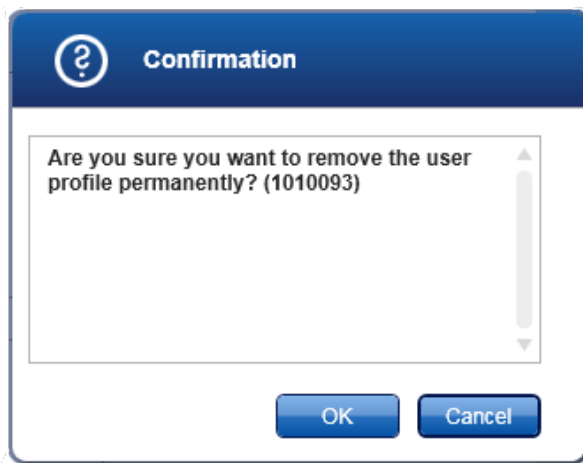 Confirmation
Are you sure you want to remove the user
profile permanently? (1010093)
OK
Cancel